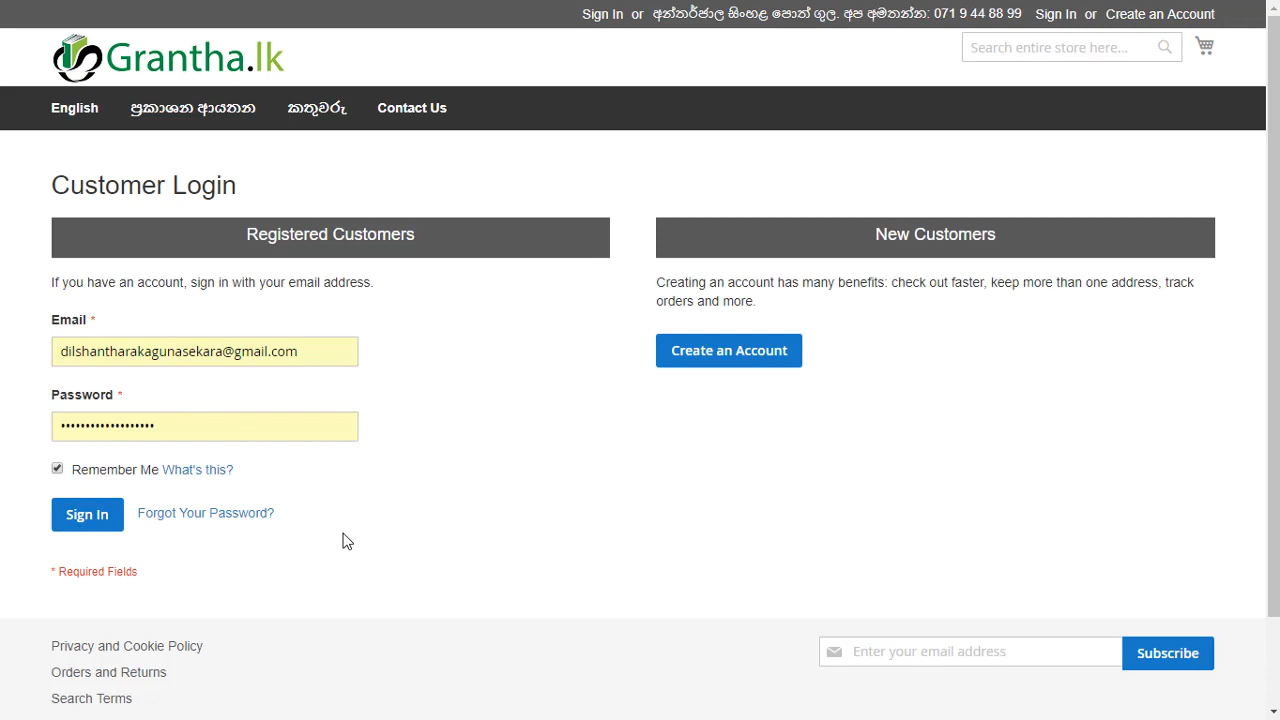 Sign In or අන්තර්ජාල සිංහළ පොත් ගුල. අප අමතන්න: 071 9 44 88 99 Sign In or Create an Account
Grantha.lk
Search entire store here...
English ප්‍රකාශන ආයතන කතුවරු Contact Us
Customer Login
Registered Customers
If you have an account, sign in with your email address.
Email *
dilshantharakagunasekara@gmail.com
Password *
•••••••••••••••••••
Remember Me What's this?
Sign In Forgot Your Password?
* Required Fields
New Customers
Creating an account has many benefits: check out faster, keep more than one address, track
orders and more.
Create an Account
Privacy and Cookie Policy
Orders and Returns
Search Terms
Enter your email address Subscribe